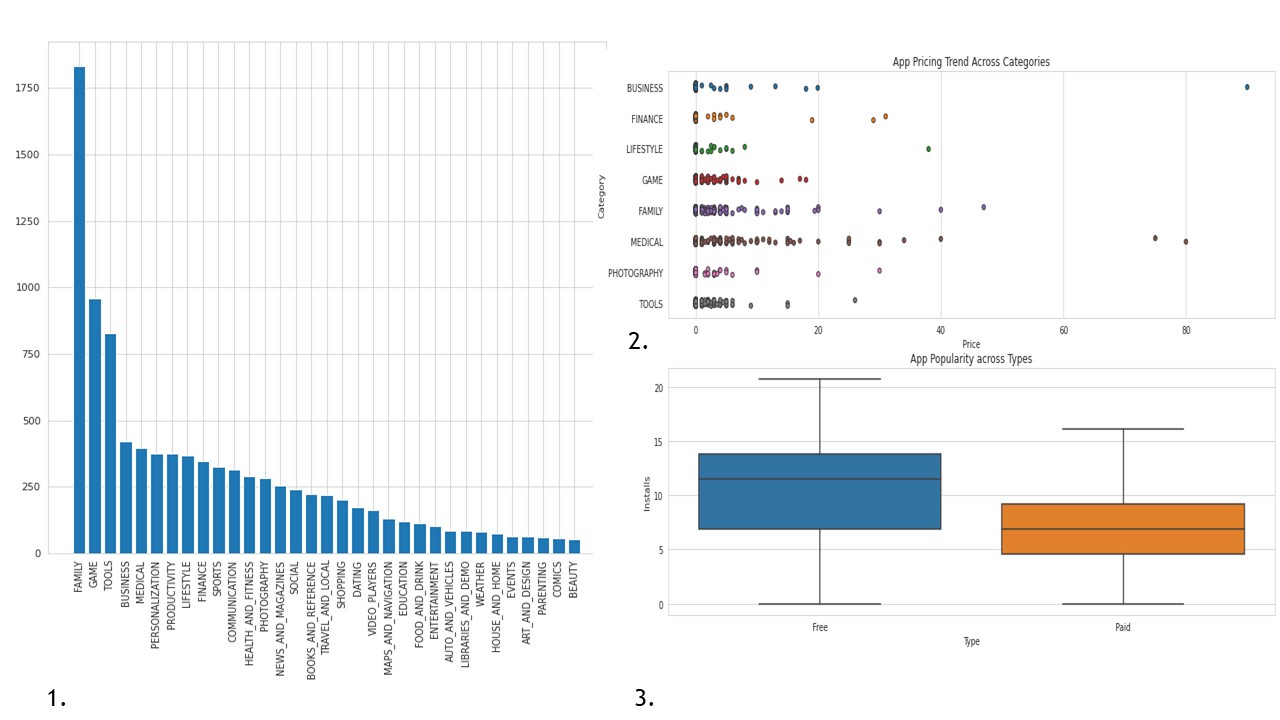 1750
1500
1250
1000
750
500
250
0
FAMILY
GAME
TOOLS
BUSINESS
MEDICAL
PERSONALIZATION
PRODUCTIVITY
LIFESTYLE
FINANCE
SPORTS
COMMUNICATION
HEALTH_AND_FITNESS
PHOTOGRAPHY
NEWS_AND_MAGAZINES
SOCIAL
BOOKS_AND_REFERENCE
TRAVEL_AND_LOCAL
SHOPPING
DATING
VIDEO_PLAYERS
MAPS_AND_NAVIGATION
EDUCATION
FOOD_AND_DRINK
ENTERTAINMENT
AUTO_AND_VEHICLES
LIBRARIES_AND_DEMO
WEATHER
HOUSE_AND_HOME
EVENTS
ART_AND_DESIGN
PARENTING
COMICS
BEAUTY
1.
App Pricing Trend Across Categories
Category
BUSINESS
FINANCE
LIFESTYLE
GAME
FAMILY
MEDICAL
PHOTOGRAPHY
TOOLS
0 20 40 60 80
Price
2.
App Popularity across Types
Installs
20
15
10
5
0
Free Paid
Type
3.